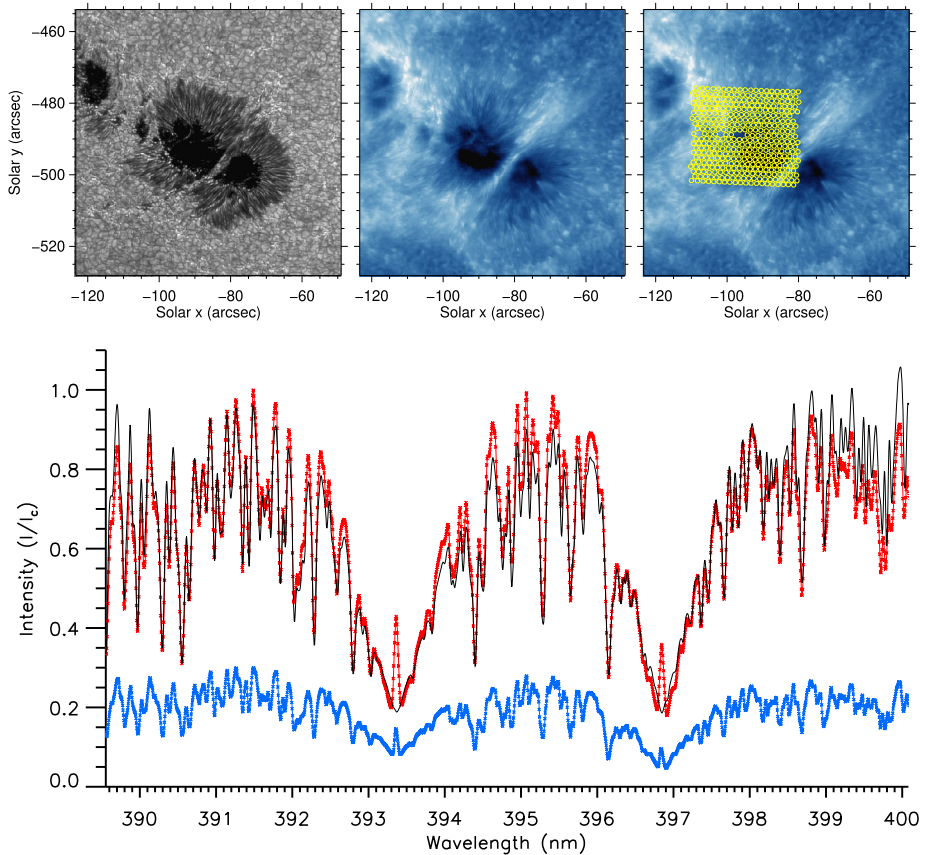 −460
−480
−500
−520
Solar y (arcsec)
−120 −100 −80 −60
Solar x (arcsec)
−120 −100 −80 −60
Solar x (arcsec)
−120 −100 −80 −60
Solar x (arcsec)
1.0
0.8
0.6
0.4
0.2
0.0
Intensity (I/Ic)
390 391 392 393 394 395 396 397 398 399 400
Wavelength (nm)